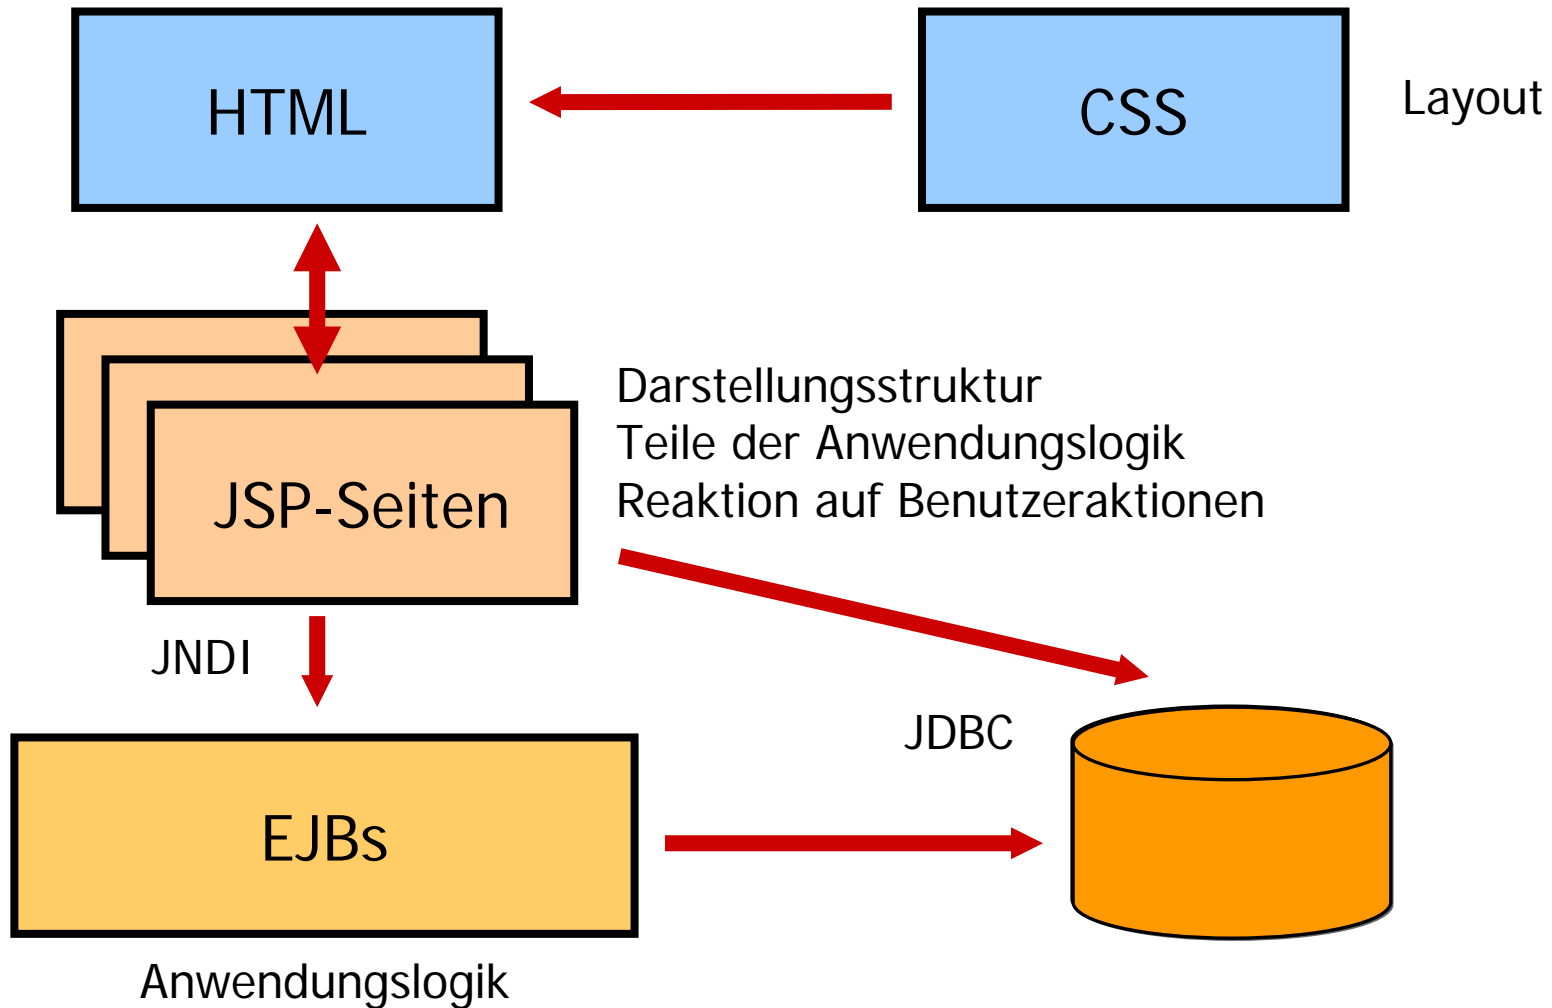 HTML
CSS
Layout
Darstellungsstruktur
Teile der Anwendungslogik
Reaktion auf Benutzeraktionen
JSP-Seiten
JNDI
JDBC
EJBs
Anwendungslogik